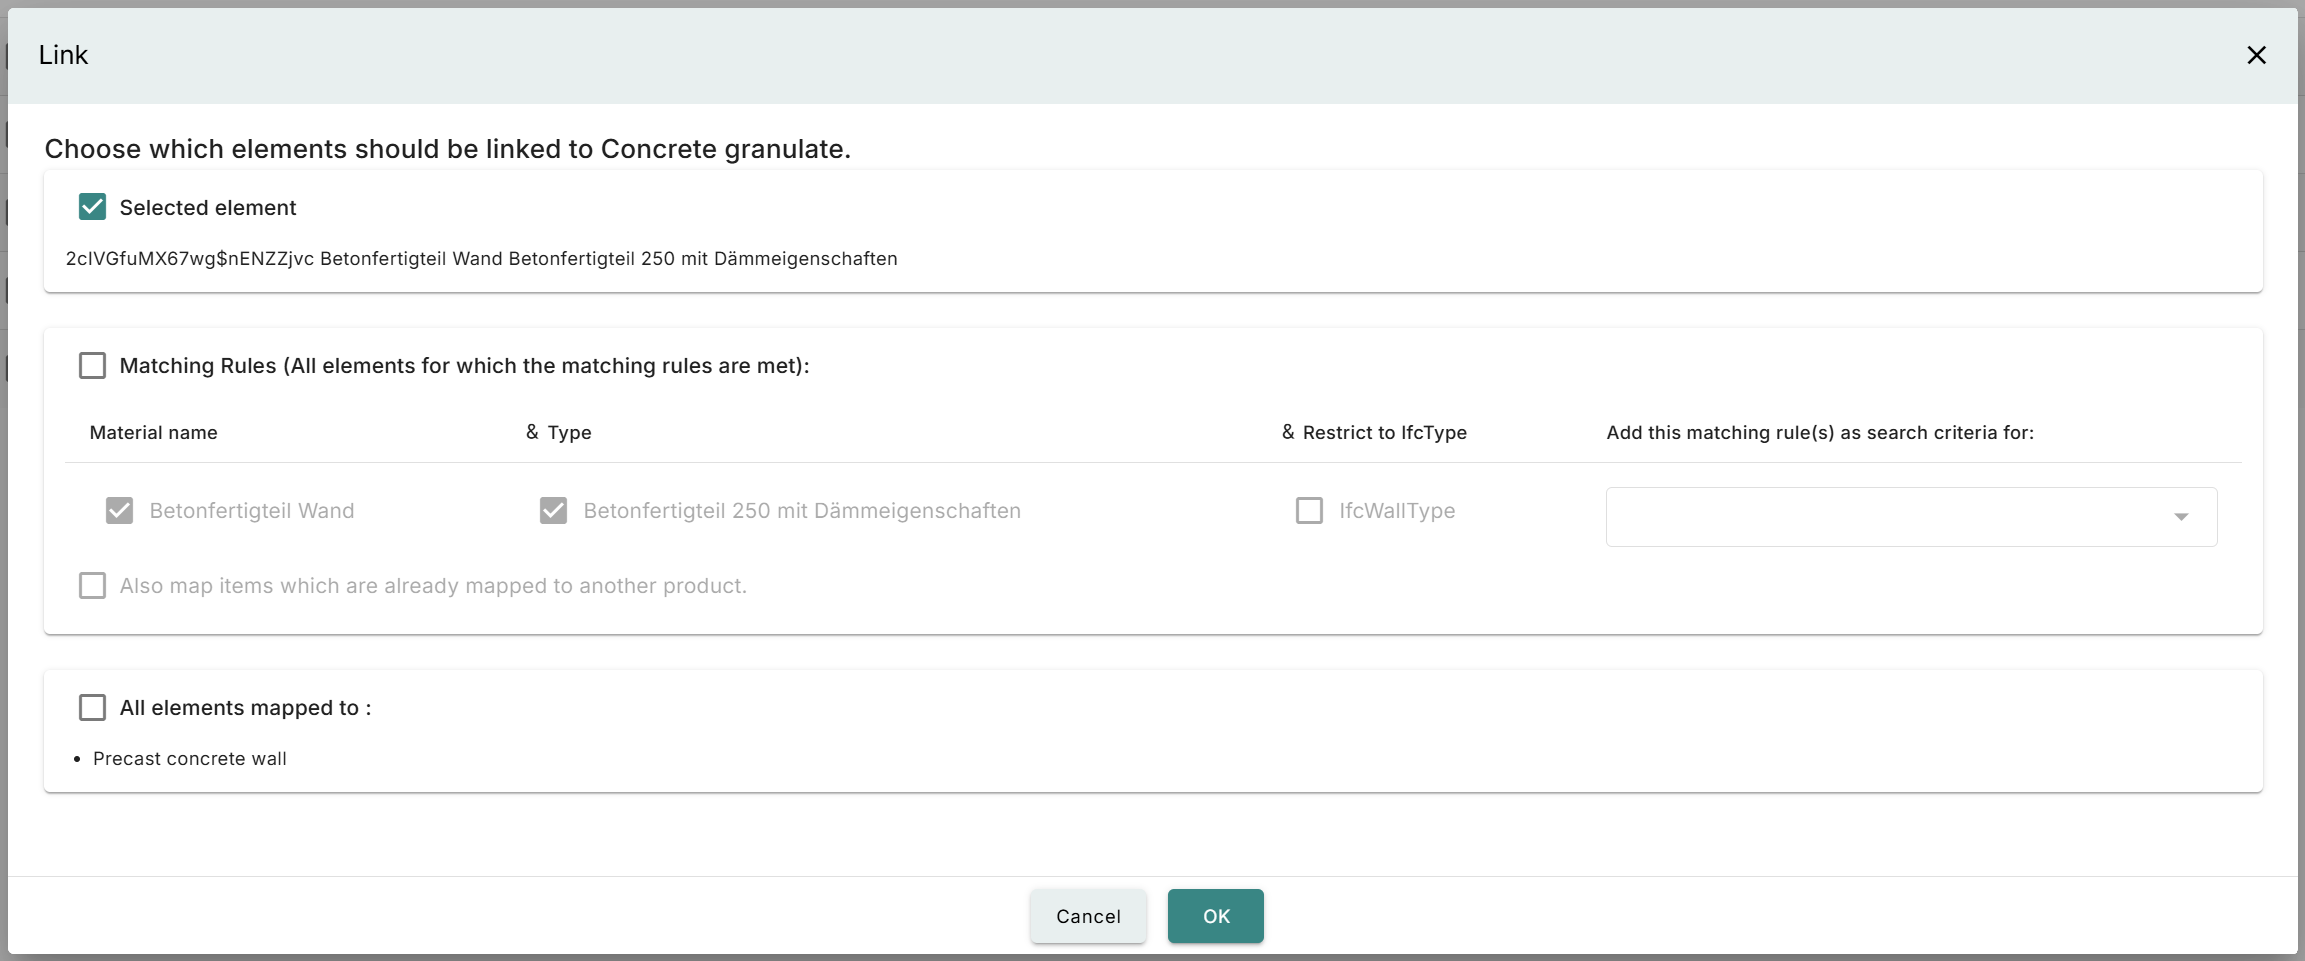 Link
Choose which elements should be linked to Concrete granulate.
Selected element
2cIVGfuMX67wg$nENZZjvc Betonfertigteil Wand Betonfertigteil 250 mit Dämmeigenschaften
Matching Rules (All elements for which the matching rules are met):
Material name & Type & Restrict to IfcType Add this matching rule(s) as search criteria for:
Betonfertigteil Wand Betonfertigteil 250 mit Dämmeigenschaften IfcWallType
Also map items which are already mapped to another product.
All elements mapped to :
• Precast concrete wall
Cancel OK